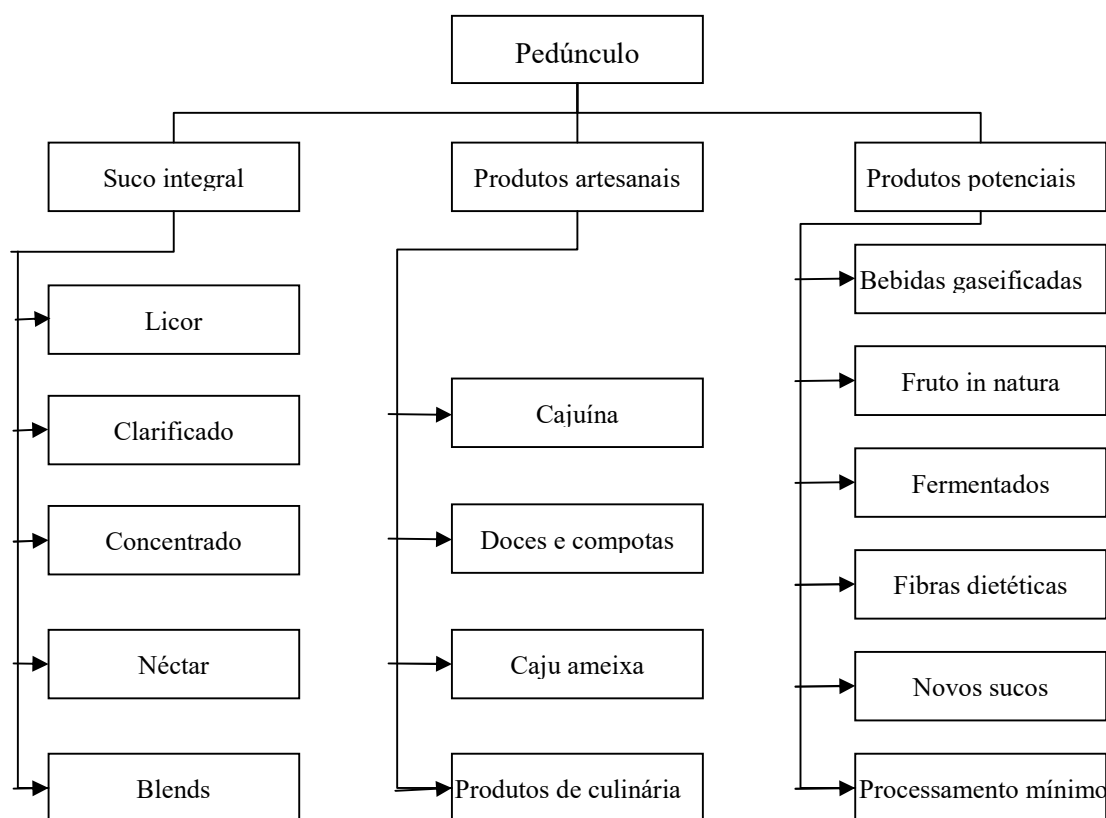 Pedúnculo
Suco integral
Produtos artesanais
Produtos potenciais
Licor
Clarificado
Concentrado
Néctar
Blends
Cajuína
Doces e compotas
Caju ameixa
Produtos de culinária
Bebidas gaseificadas
Fruto in natura
Fermentados
Fibras dietéticas
Novos sucos
Processamento mínimo